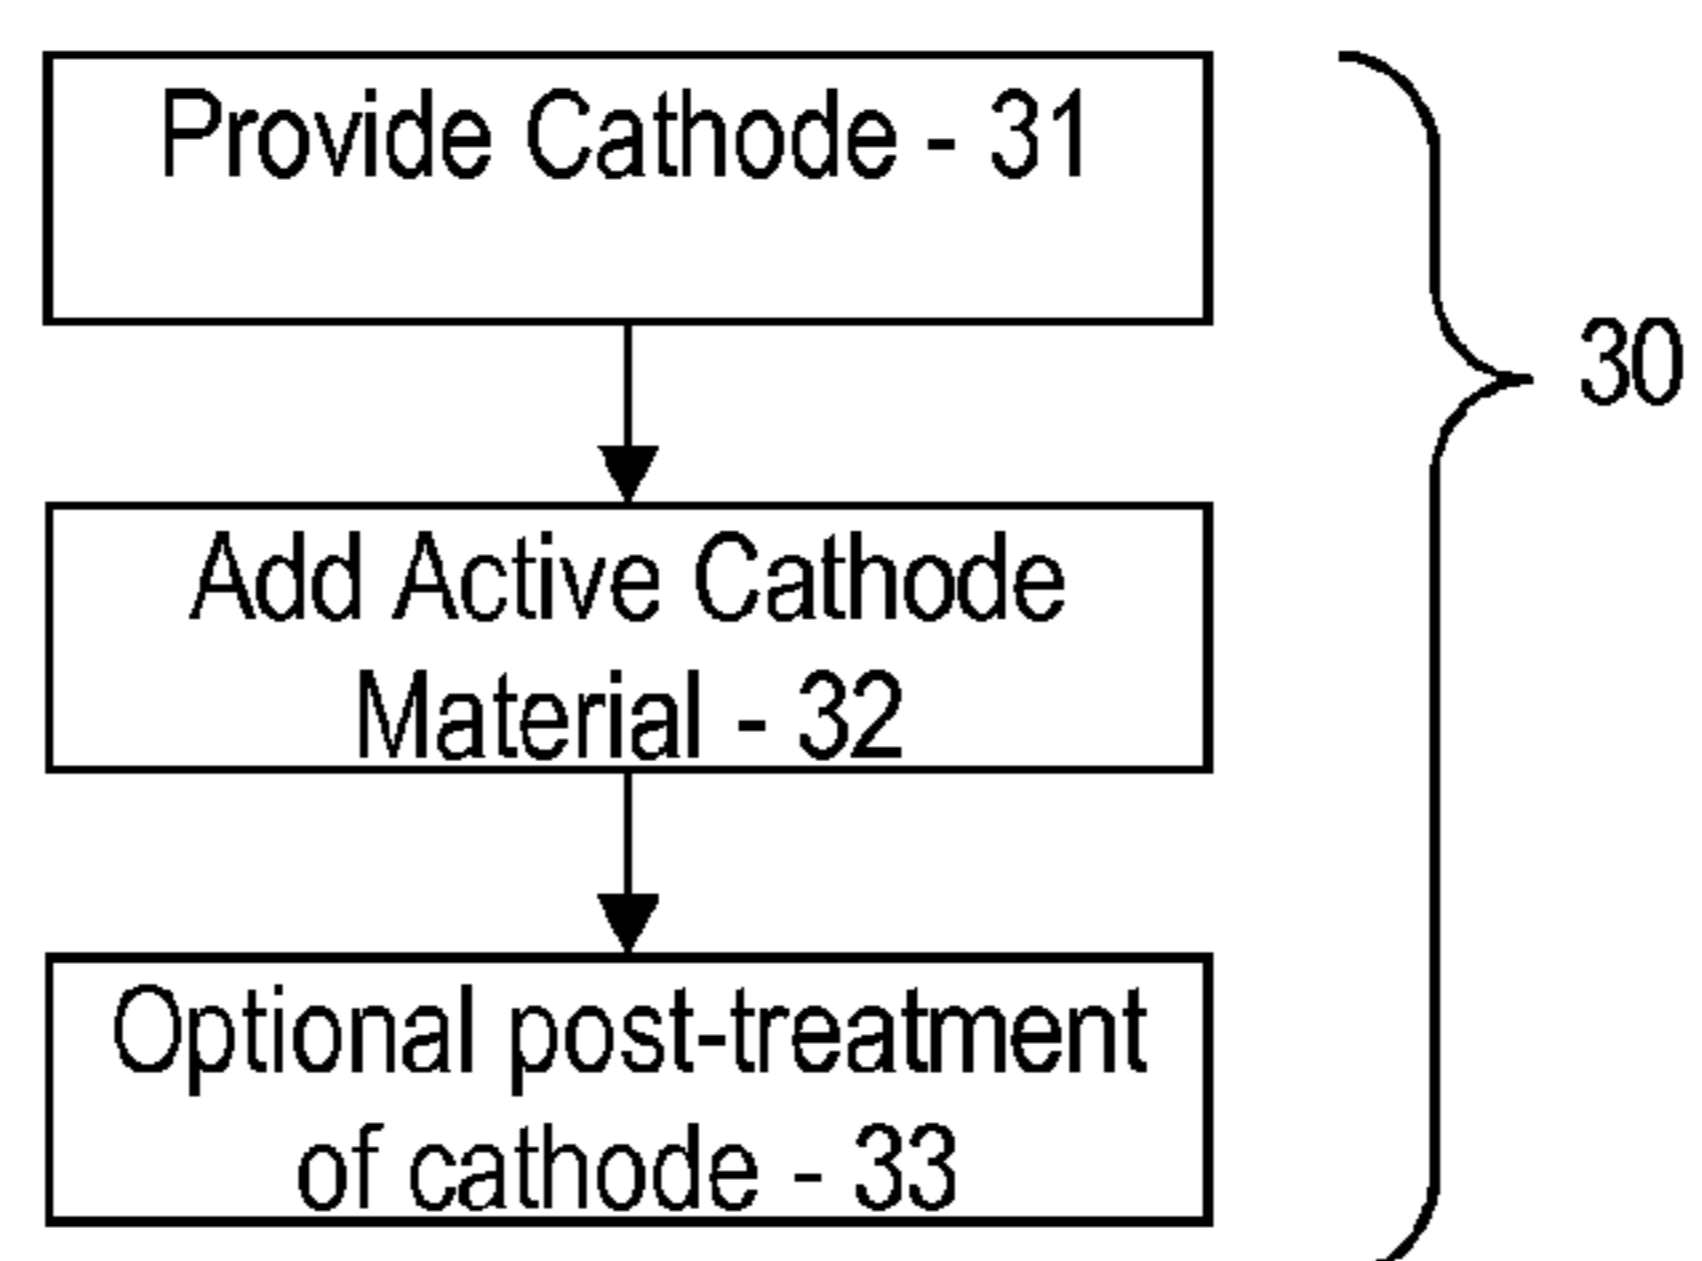 Provide Cathode - 31
30
Add Active Cathode
Material - 32
Optional post-treatment
of cathode - 33